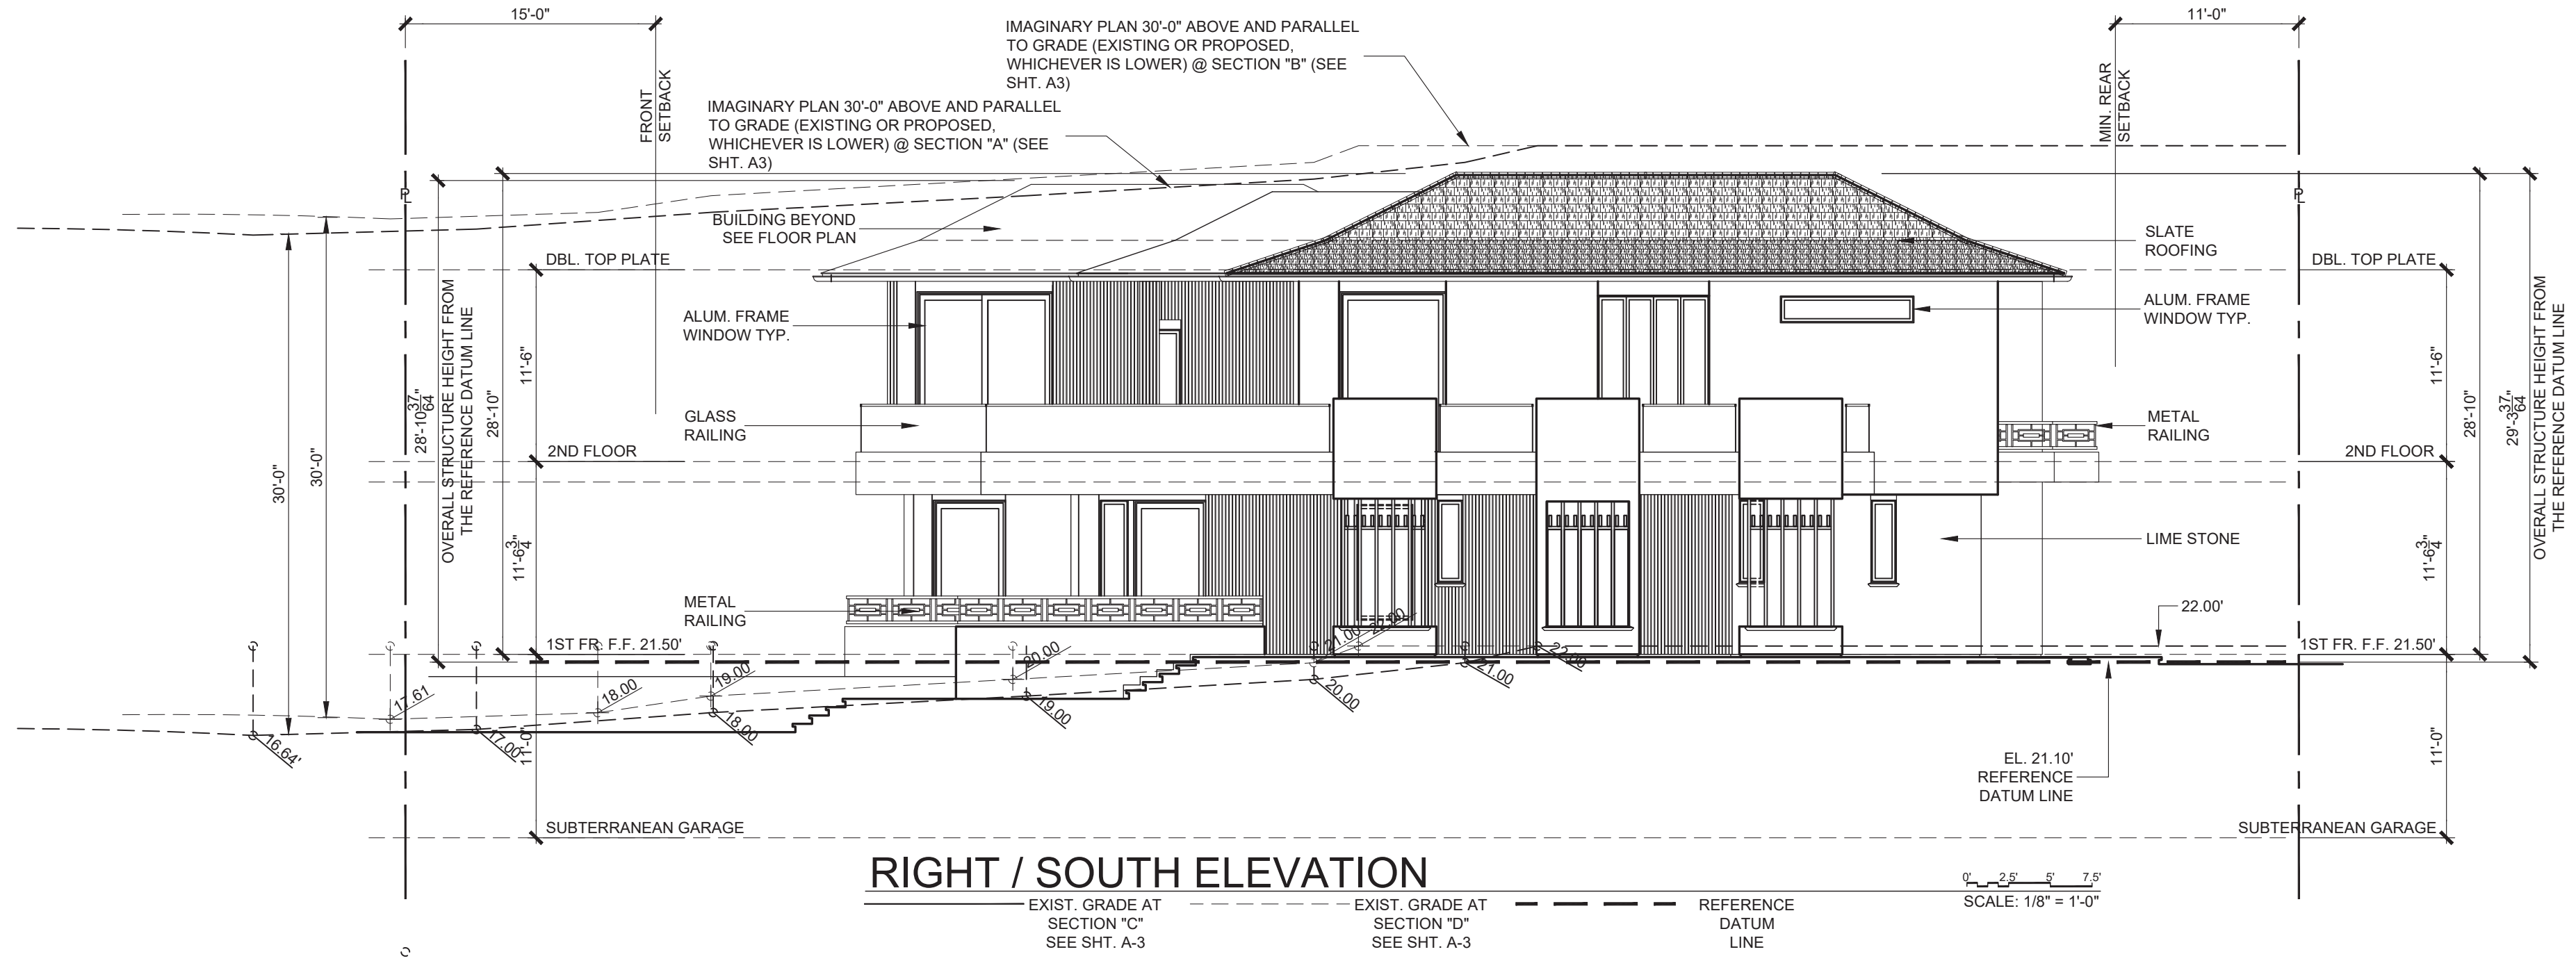 15'-0"
IMAGINARY PLAN 30'-0" ABOVE AND PARALLEL
TO GRADE (EXISTING OR PROPOSED,
WHICHEVER IS LOWER) @ SECTION "B" (SEE
SHT. A3)
11'-0"
FRONT
SETBACK
IMAGINARY PLAN 30'-0" ABOVE AND PARALLEL
TO GRADE (EXISTING OR PROPOSED,
WHICHEVER IS LOWER) @ SECTION "A" (SEE
SHT. A3)
MIN. REAR
SETBACK
PL
PL
BUILDING BEYOND
SEE FLOOR PLAN
SLATE
ROOFING
DBL. TOP PLATE
DBL. TOP PLATE
ALUM. FRAME
WINDOW TYP.
ALUM. FRAME
WINDOW TYP.
30'-0"
30'-0"
28'-10 37/64"
OVERALL STRUCTURE HEIGHT FROM
THE REFERENCE DATUM LINE
28'-10"
11'-6"
11'-6"
28'-10"
29'-3 37/64"
OVERALL STRUCTURE HEIGHT FROM
THE REFERENCE DATUM LINE
GLASS
RAILING
METAL
RAILING
2ND FLOOR
2ND FLOOR
11'-6 3/4"
11'-6 3/4"
LIME STONE
METAL
RAILING
22.00'
1ST FR. F.F. 21.50'
1ST FR. F.F. 21.50'
17.61
18.00
19.00
20.00
21.00
22.00
16.64'
17.00'
18.00
19.00
20.00
21.00
22.00
11'-0"
11'-0"
EL. 21.10'
REFERENCE
DATUM LINE
SUBTERRANEAN GARAGE
SUBTERRANEAN GARAGE
RIGHT / SOUTH ELEVATION
0' 2.5' 5' 7.5'
SCALE: 1/8" = 1'-0"
EXIST. GRADE AT
SECTION "C"
SEE SHT. A-3
EXIST. GRADE AT
SECTION "D"
SEE SHT. A-3
REFERENCE
DATUM
LINE